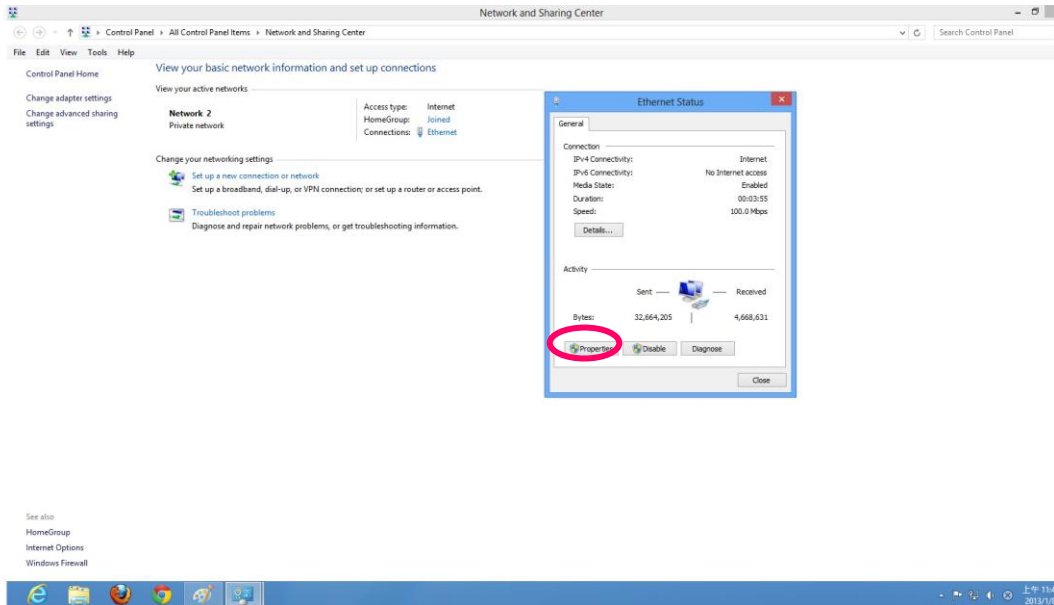 Network and Sharing Center
Control Panel All Control Panel Items Network and Sharing Center
Search Control Panel
File Edit View Tools Help
Control Panel Home
Change adapter settings
Change advanced sharing
settings
View your basic network information and set up connections
View your active networks
Network 2
Private network
Access type: Internet
HomeGroup: Joined
Connections: Ethernet
Change your networking settings
Set up a new connection or network
Set up a broadband, dial-up, or VPN connection; or set up a router or access point.
Troubleshoot problems
Diagnose and repair network problems, or get troubleshooting information.
Ethernet Status
General
Connection
IPv4 Connectivity: Internet
IPv6 Connectivity: No Internet access
Media State: Enabled
Duration: 00:03:55
Speed: 100.0 Mbps
Details...
Activity
Sent Received
Bytes: 32,664,205 4,668,631
Properties Disable Diagnose
Close
See also
HomeGroup
Internet Options
Windows Firewall
上午